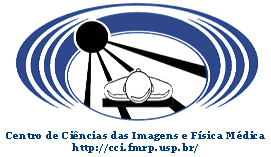 Centro de Ciências das Imagens e Física Médica
http://cci.fmrp.usp.br/